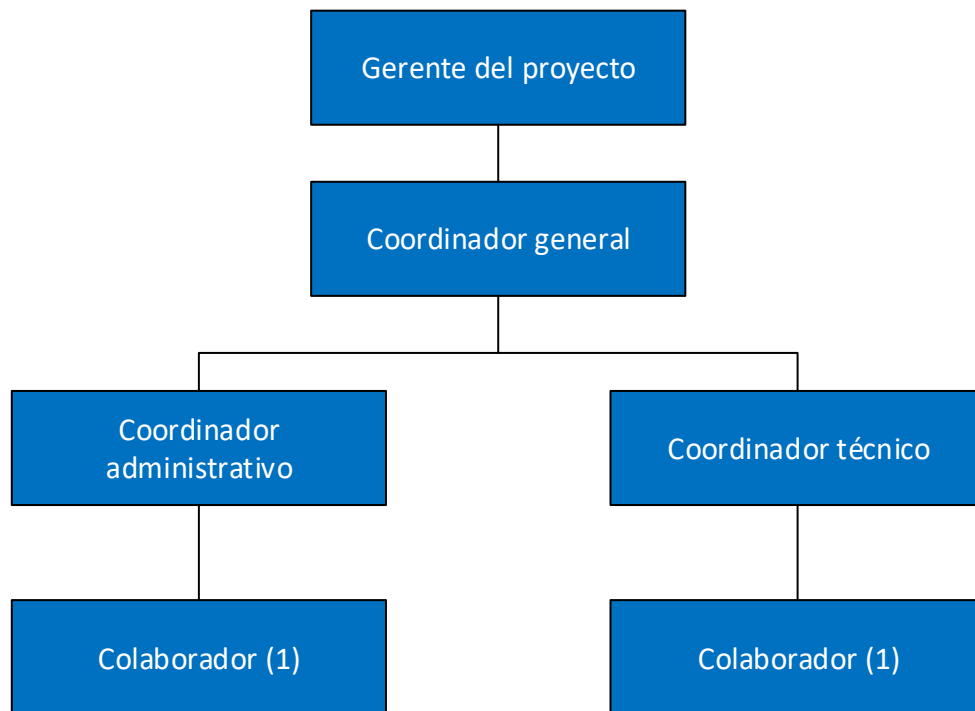 Gerente del proyecto
Coordinador general
Coordinador
administrativo
Coordinador técnico
Colaborador (1)
Colaborador (1)